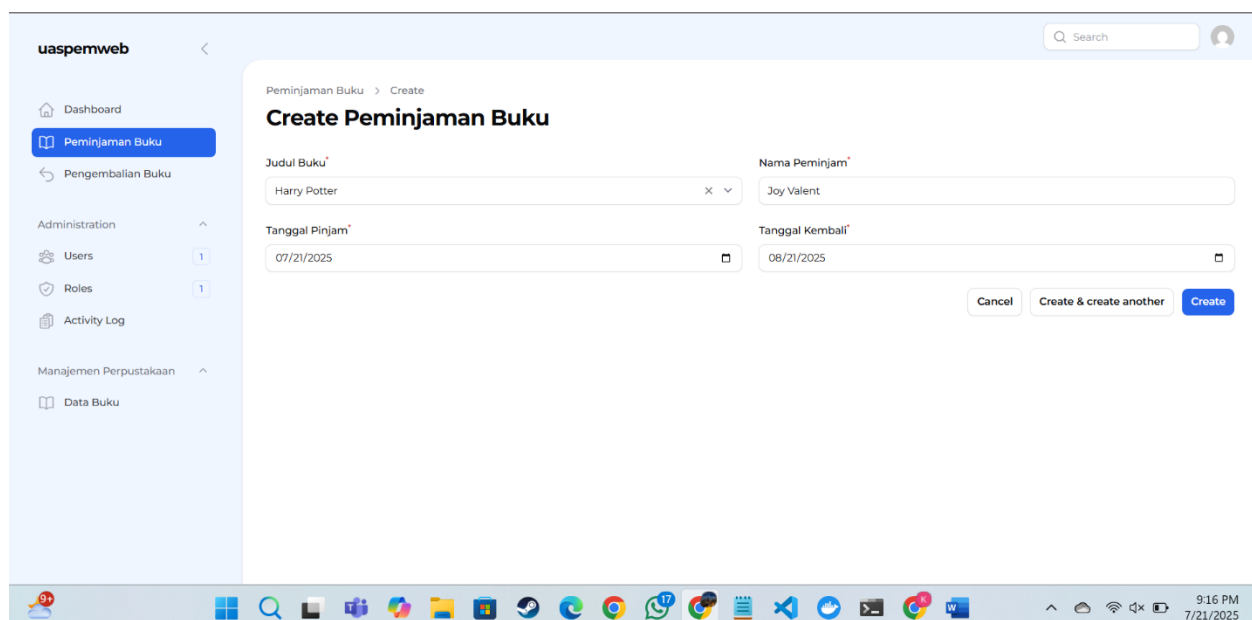 uaspemweb
Search
Dashboard
Peminjaman Buku
Pengembalian Buku
Administration
Users 1
Roles 1
Activity Log
Manajemen Perpustakaan
Data Buku
Peminjaman Buku > Create
Create Peminjaman Buku
Judul Buku*
Harry Potter
Nama Peminjam*
Joy Valent
Tanggal Pinjam*
07/21/2025
Tanggal Kembali*
08/21/2025
Cancel
Create & create another
Create
9+
17
K
9:16 PM
7/21/2025